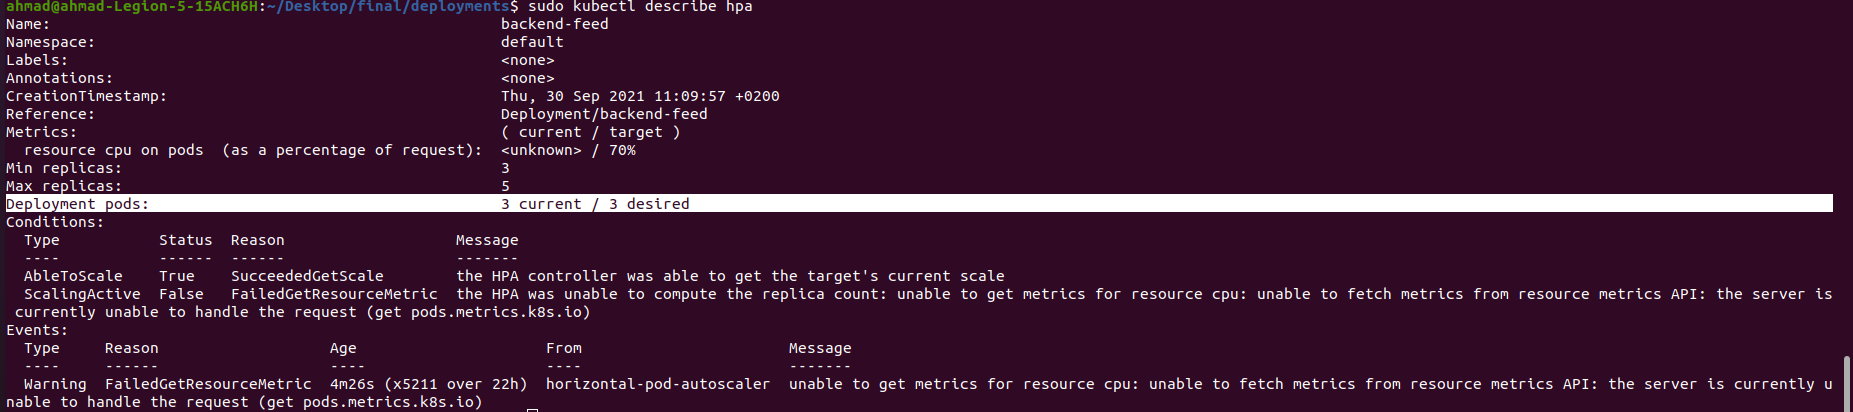 ahmad@ahmad-Legion-5-15ACH6H:~/Desktop/final/deployments$ sudo kubectl describe hpa
Name:                                                  backend-feed
Namespace:                                             default
Labels:                                                <none>
Annotations:                                           <none>
CreationTimestamp:                                     Thu, 30 Sep 2021 11:09:57 +0200
Reference:                                             Deployment/backend-feed
Metrics:                                               ( current / target )
  resource cpu on pods  (as a percentage of request):  <unknown> / 70%
Min replicas:                                          3
Max replicas:                                          5
Deployment pods:                                       3 current / 3 desired
Conditions:
  Type           Status  Reason                   Message
  ----           ------  ------                   -------
  AbleToScale    True    SucceededGetScale        the HPA controller was able to get the target's current scale
  ScalingActive  False   FailedGetResourceMetric  the HPA was unable to compute the replica count: unable to get metrics for resource cpu: unable to fetch metrics from resource metrics API: the server is
 currently unable to handle the request (get pods.metrics.k8s.io)
Events:
  Type     Reason                   Age                     From                       Message
  ----     ------                   ----                    ----                       -------
  Warning  FailedGetResourceMetric  4m26s (x5211 over 22h)  horizontal-pod-autoscaler  unable to get metrics for resource cpu: unable to fetch metrics from resource metrics API: the server is currently u
nable to handle the request (get pods.metrics.k8s.io)